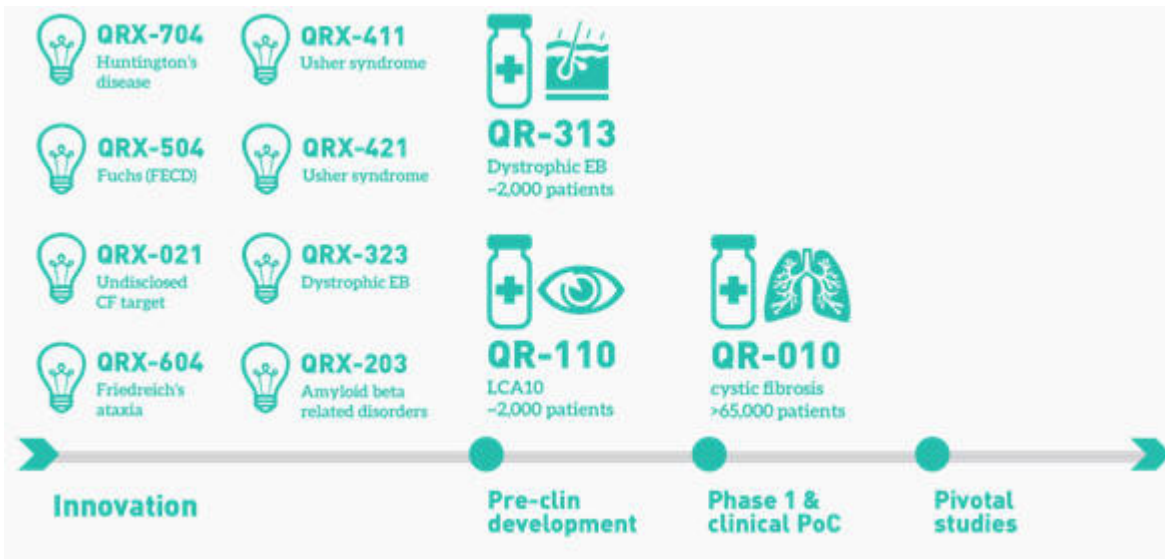 QRX-704
Huntington's
disease
QRX-411
Usher syndrome
QR-313
Dystrophic EB
~2,000 patients
QRX-504
Fuchs (FECD)
QRX-421
Usher syndrome
QRX-021
Undisclosed
CF target
QRX-323
Dystrophic EB
QR-110
LCA10
~2,000 patients
QR-010
cystic fibrosis
>65,000 patients
QRX-604
Friedreich's
ataxia
QRX-203
Amyloid beta
related disorders
Innovation
Pre-clin
development
Phase 1 &
clinical PoC
Pivotal
studies